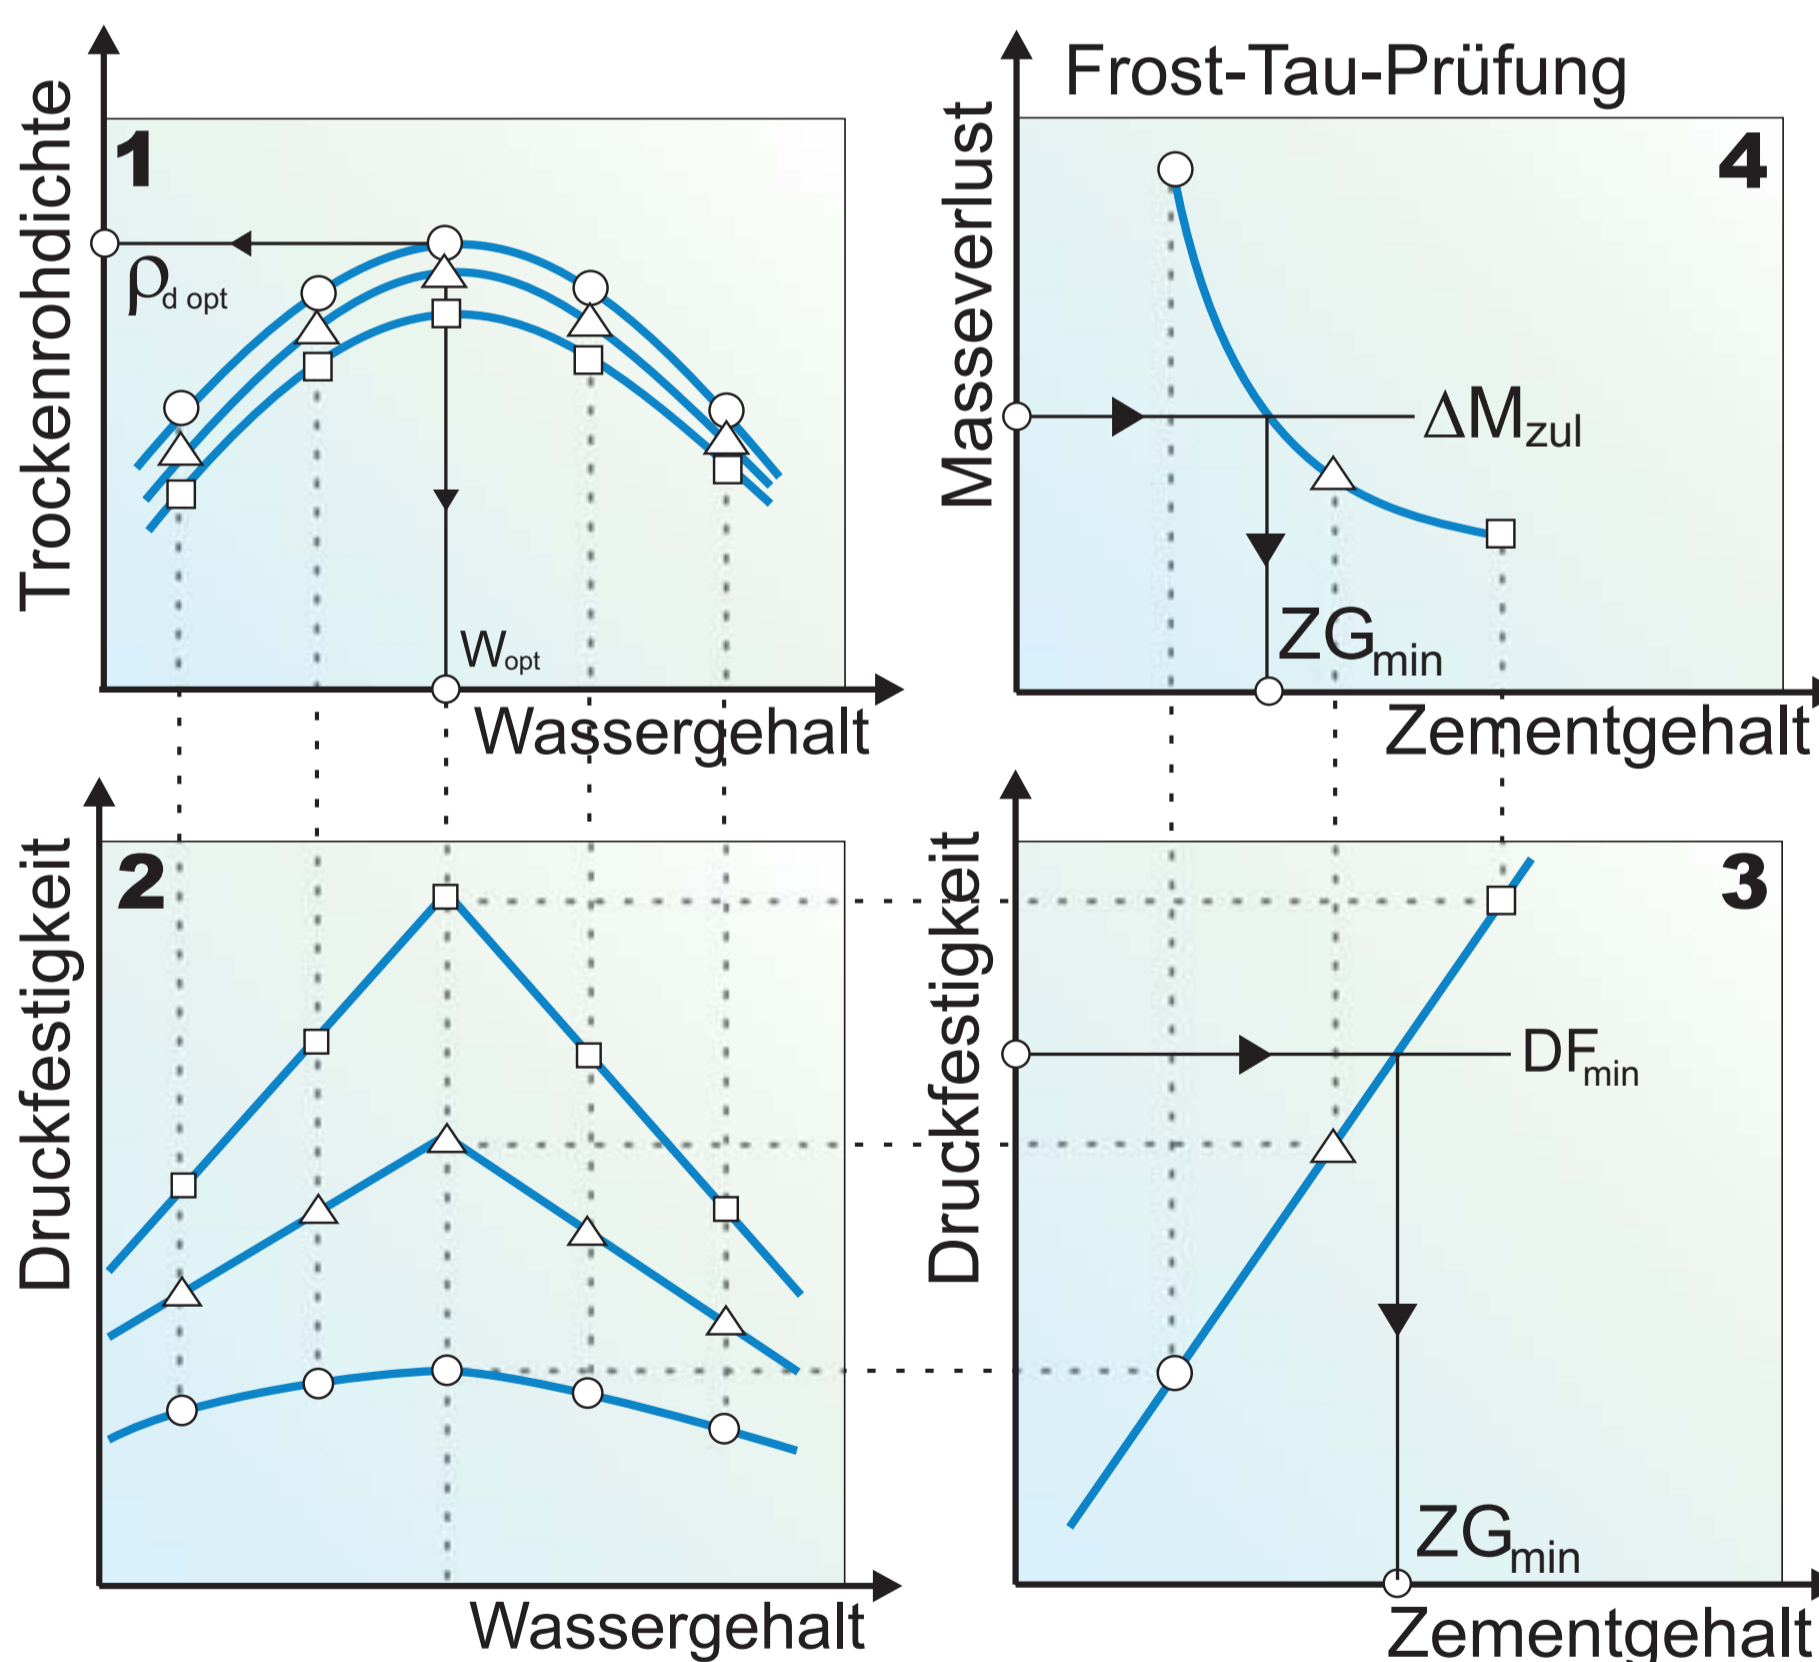 Trockenrohdichte
1
ρd opt
Wopt
Wassergehalt
Frost-Tau-Prüfung
Masseverlust
4
ΔMzul
ZGmin
Zementgehalt
Druckfestigkeit
2
Wassergehalt
Druckfestigkeit
3
DFmin
ZGmin
Zementgehalt